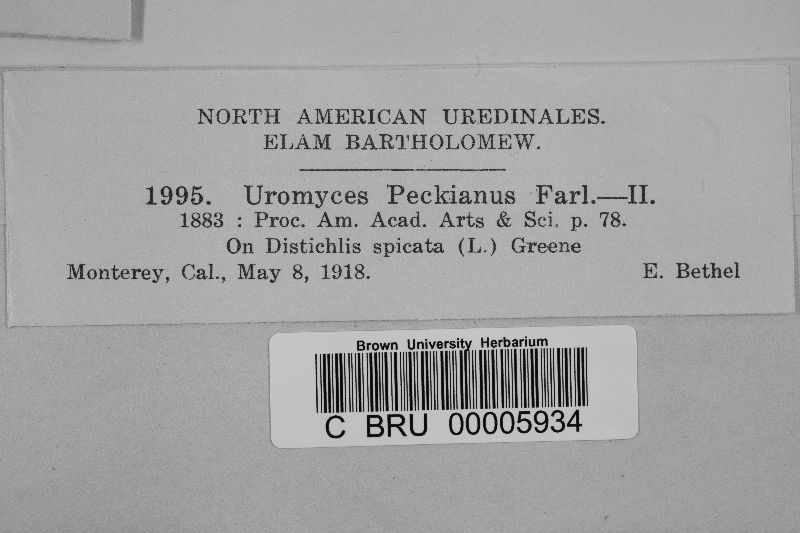 NORTH AMERICAN UREDINALES.
ELAM BARTHOLOMEW.
1995. Uromyces Peckianus Farl.—II.
1883 : Proc. Am. Acad. Arts & Sci. p. 78.
On Distichlis spicata (L.) Greene
Monterey, Cal., May 8, 1918. E. Bethel
Brown University Herbarium
C BRU 00005934